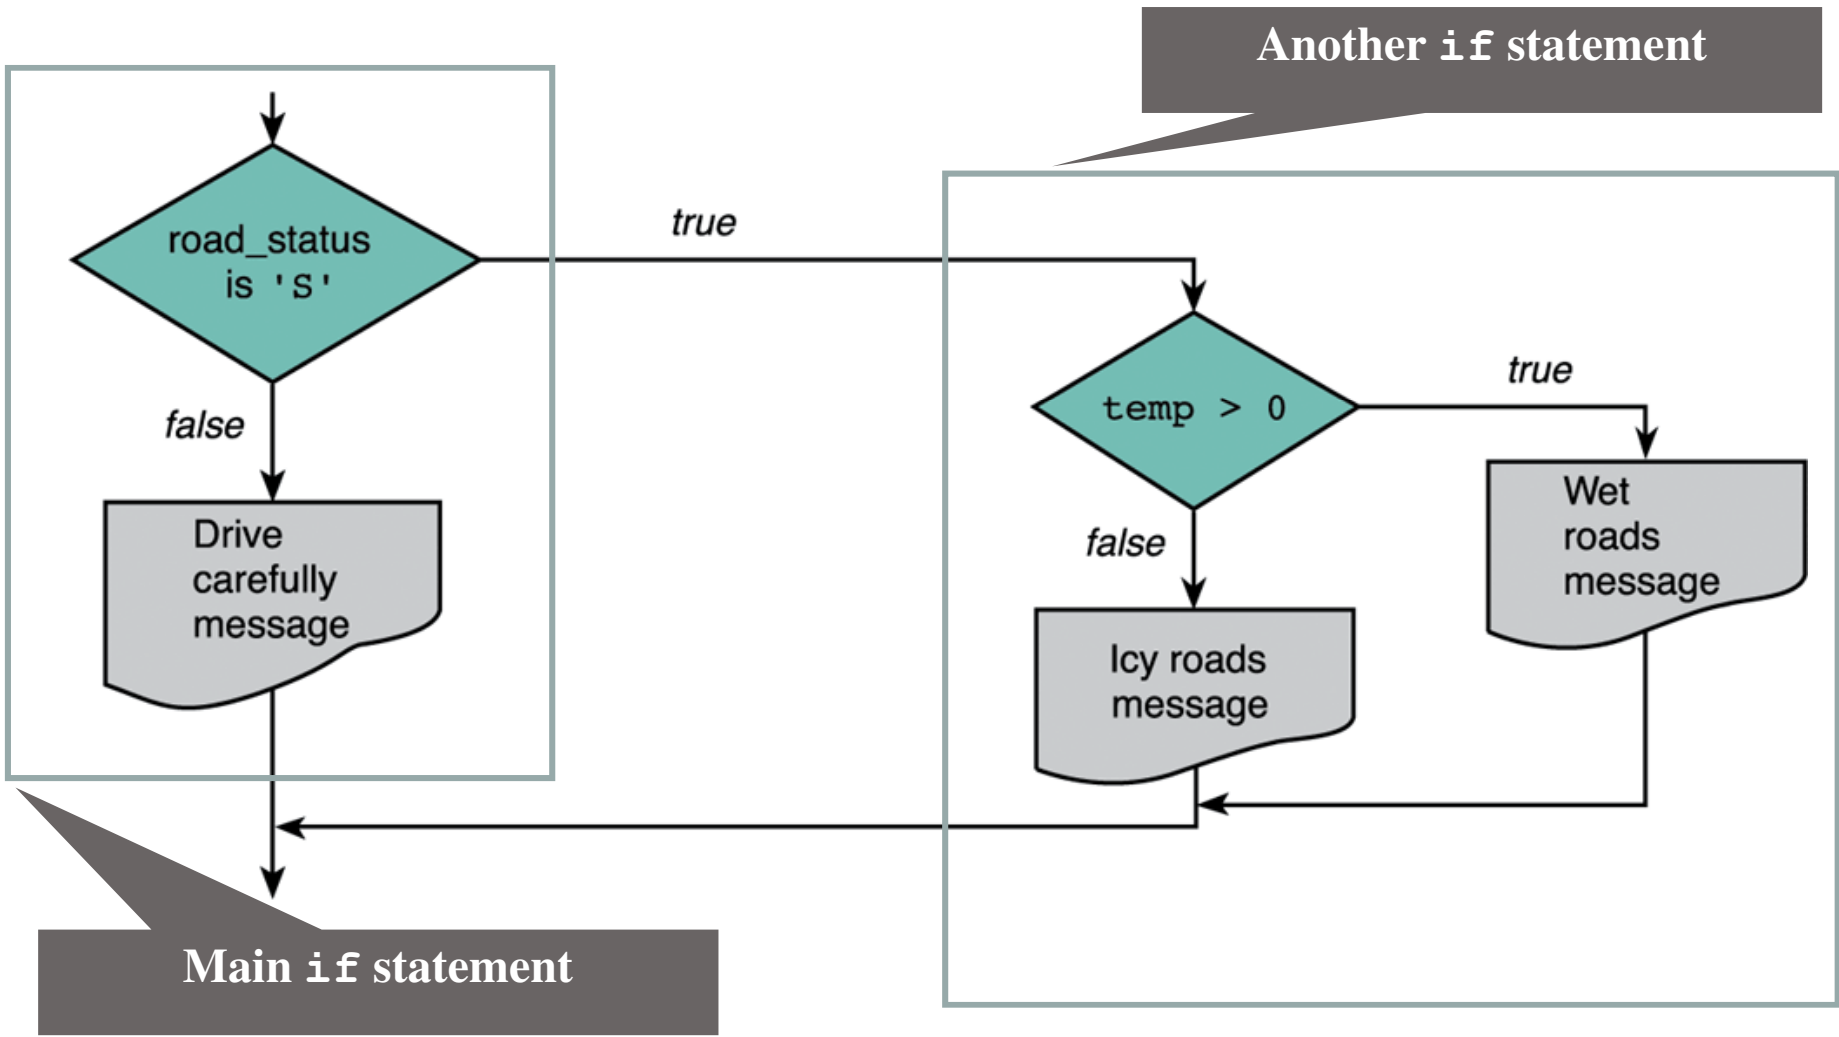 Another if statement
road_status
is 'S'
true
false
Drive
carefully
message
temp > 0
true
false
Wet
roads
message
Icy roads
message
Main if statement